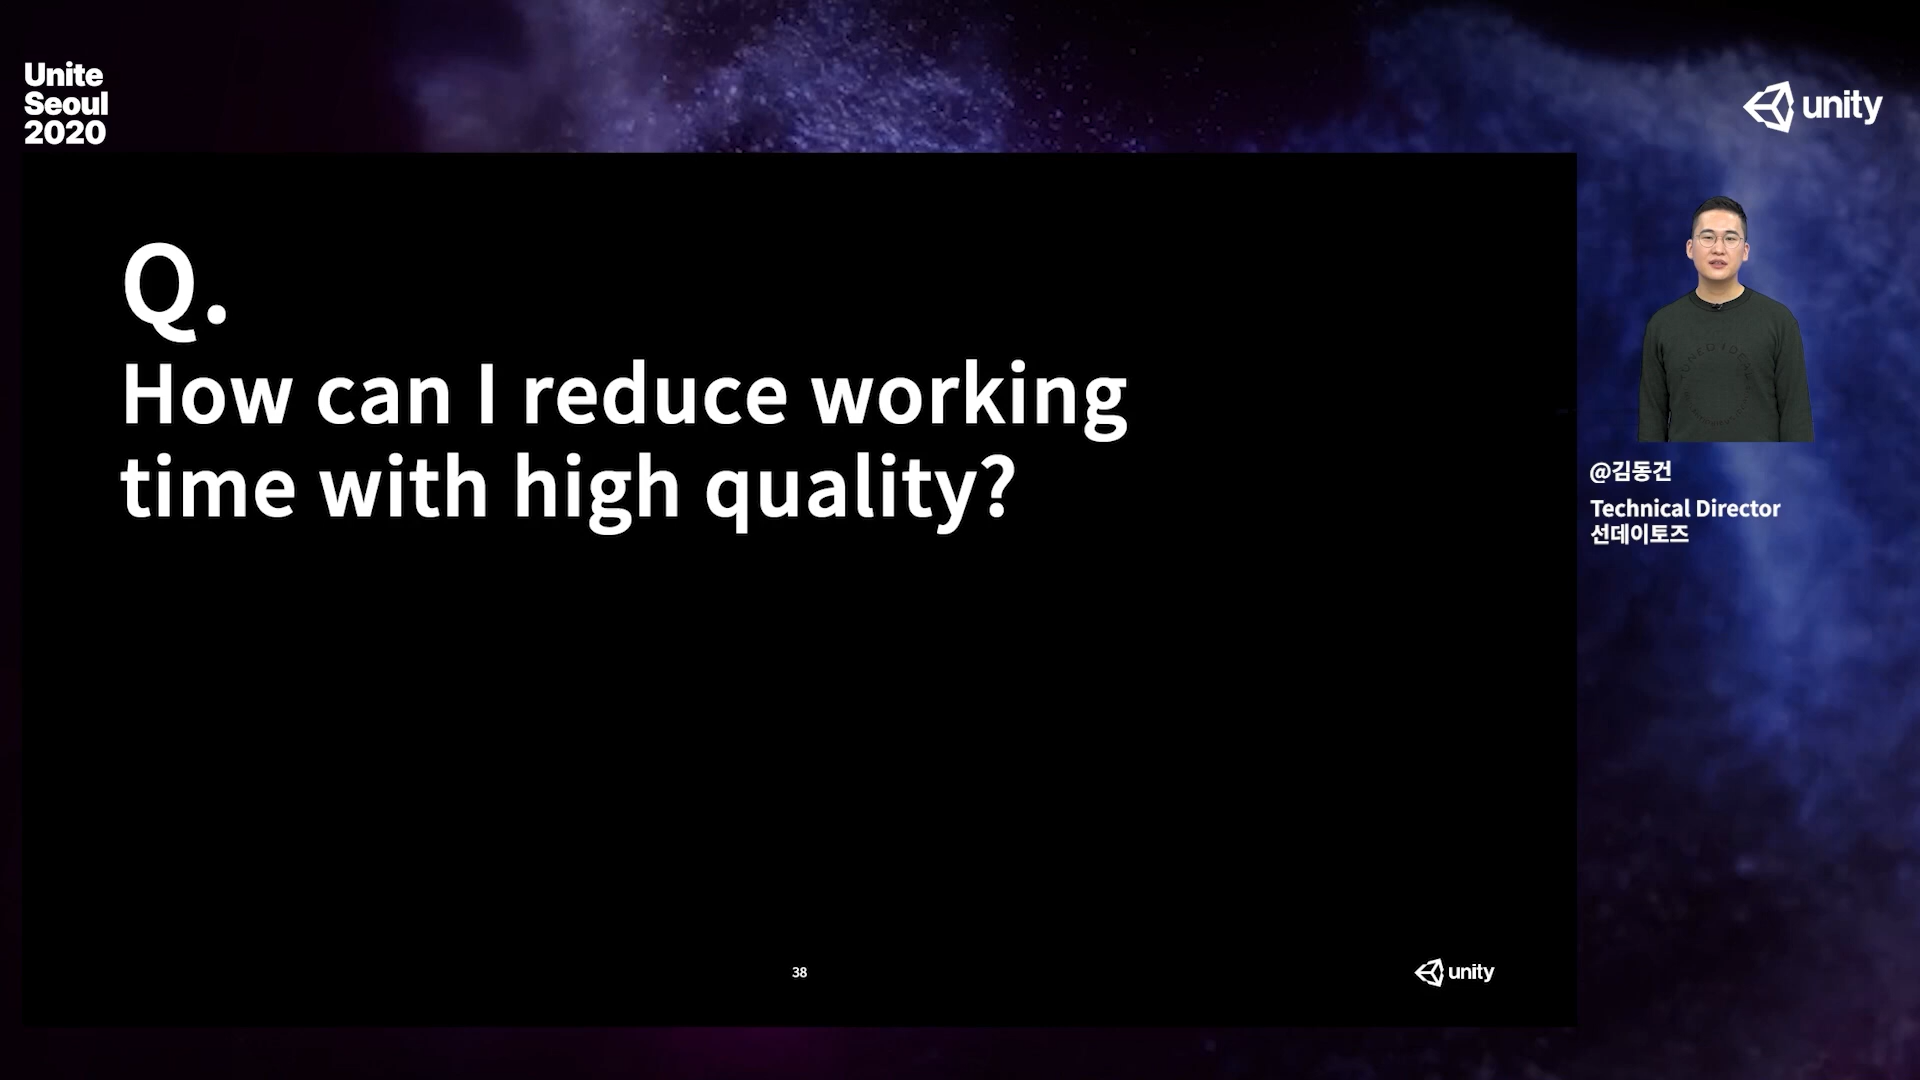 Unite
Seoul
2020
unity
Q.
How can I reduce working
time with high quality?
@김동건
Technical Director
선데이토즈
38
unity